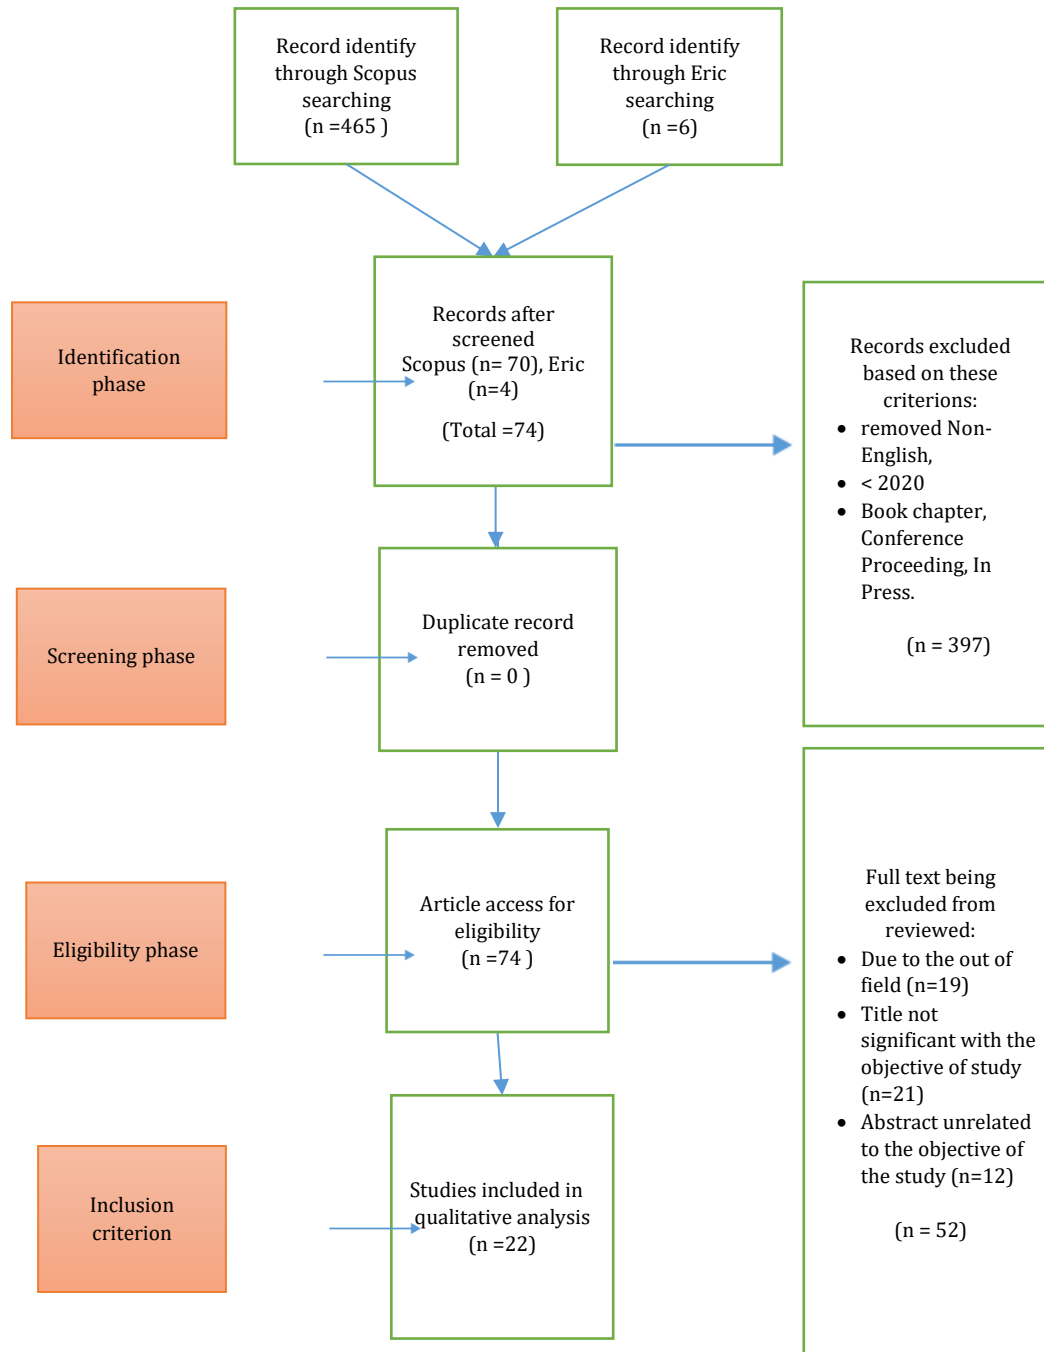 Record identify
through Scopus
searching
(n =465 )
Record identify
through Eric
searching
(n =6)
Identification
phase
Records after
screened
Scopus (n= 70), Eric
(n=4)
(Total =74)
Records excluded
based on these
criterions:
• removed Non-
English,
• < 2020
• Book chapter,
Conference
Proceeding, In
Press.
(n = 397)
Screening phase
Duplicate record
removed
(n = 0 )
Eligibility phase
Article access for
eligibility
(n =74 )
Full text being
excluded from
reviewed:
• Due to the out of
field (n=19)
• Title not
significant with the
objective of study
(n=21)
• Abstract unrelated
to the objective of
the study (n=12)
(n = 52)
Inclusion
criterion
Studies included in
qualitative analysis
(n =22)